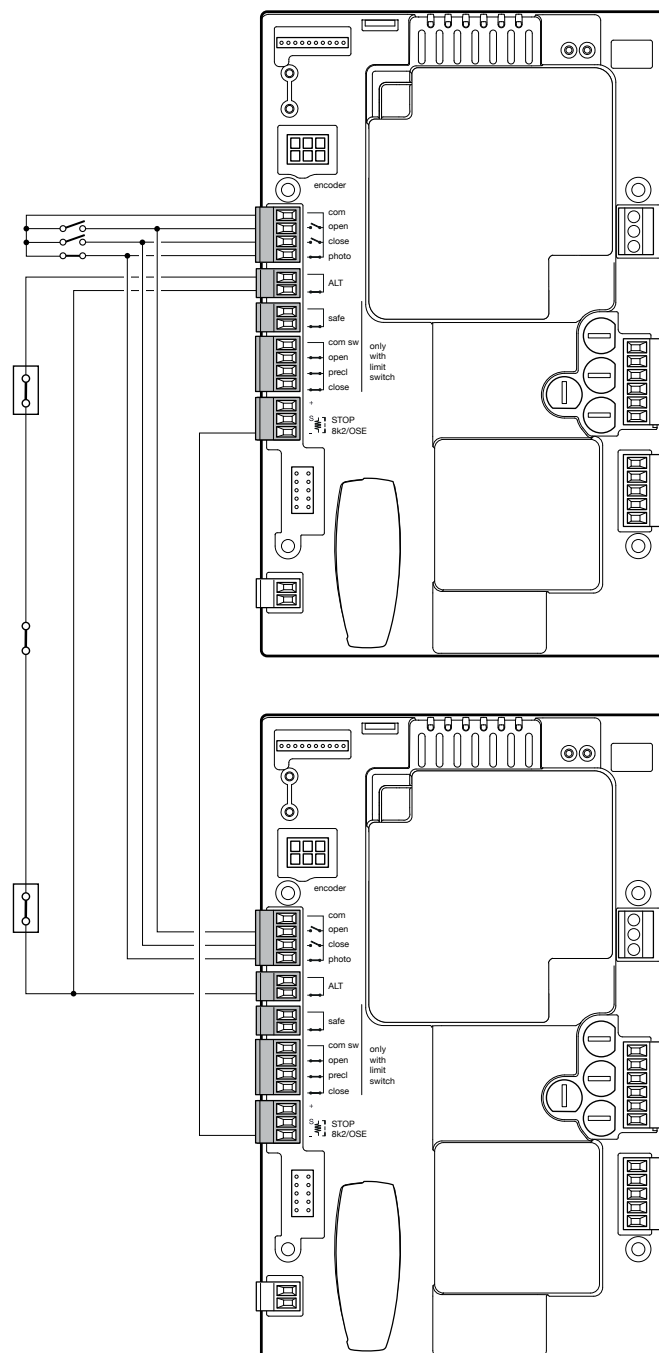 encoder
com
open
close
photo
ALT
safe
com sw
open
precl
close
only
with
limit
switch
+
S
-
STOP
8k2/OSE
encoder
com
open
close
photo
ALT
safe
com sw
open
precl
close
only
with
limit
switch
+
S
-
STOP
8k2/OSE